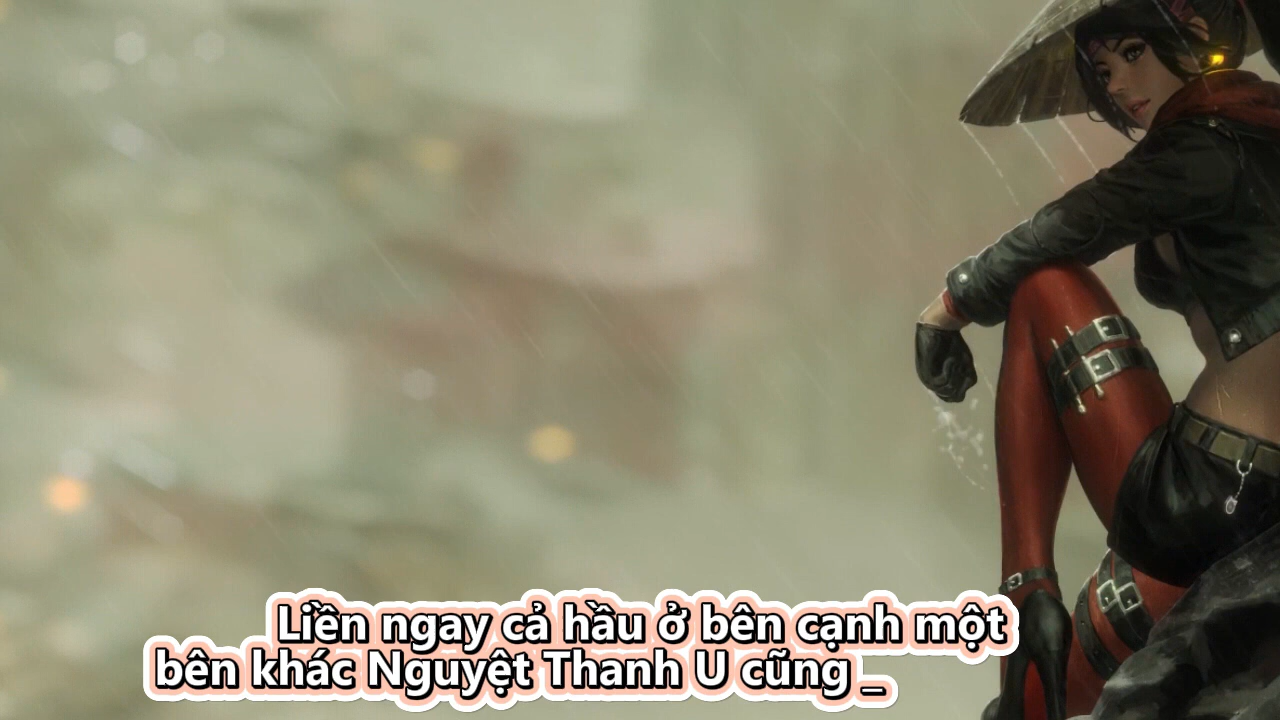 Liền ngay cả hầu ở bên cạnh một
bên khác Nguyệt Thanh U cũng _